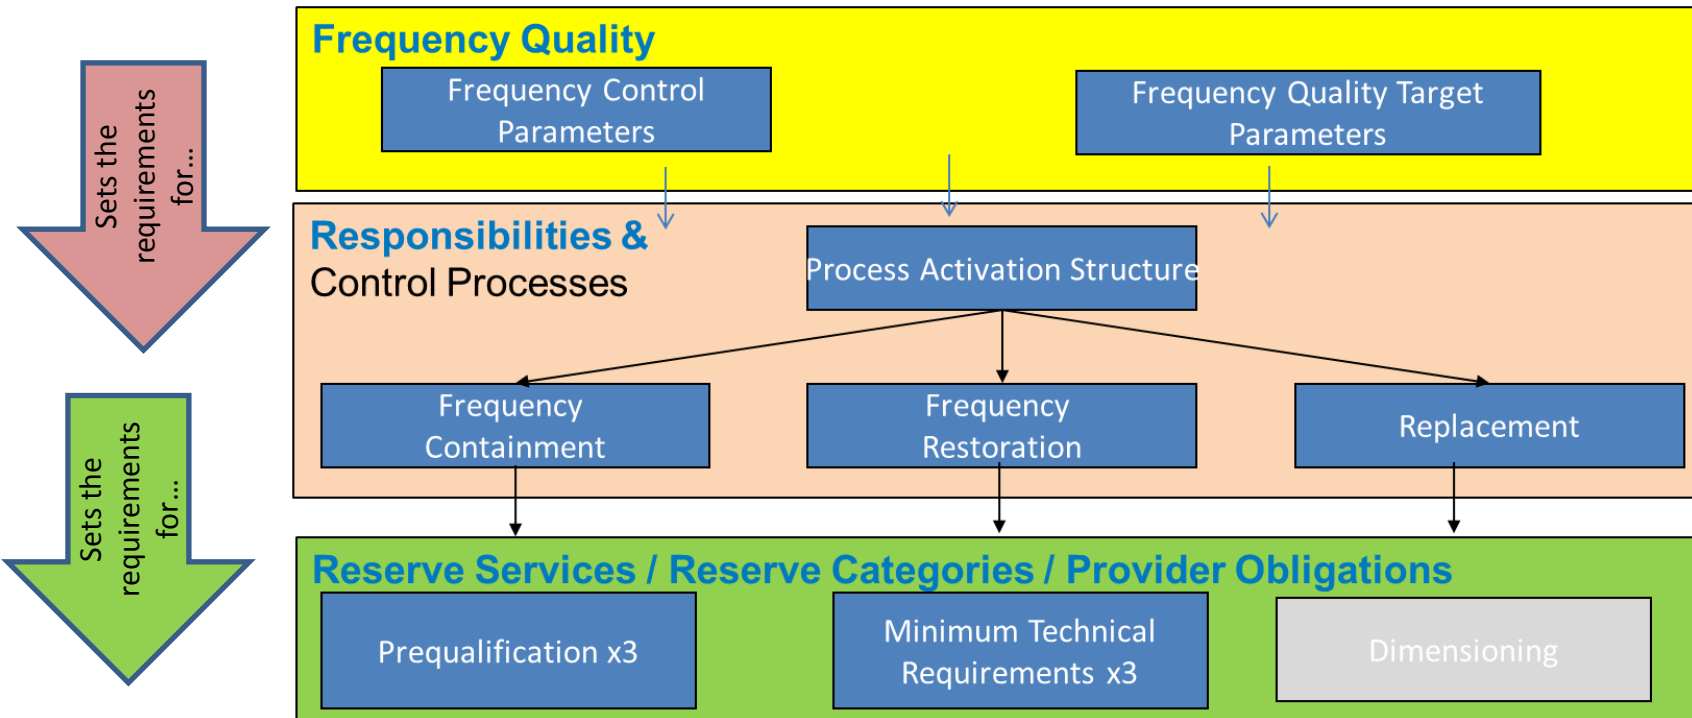 Frequency Quality
Frequency Control
Parameters
Frequency Quality Target
Parameters
Sets the
requirements
for...
Responsibilities &
Control Processes
Process Activation Structure
Frequency
Containment
Frequency
Restoration
Replacement
Sets the
requirements
for...
Reserve Services / Reserve Categories / Provider Obligations
Prequalification x3
Minimum Technical
Requirements x3
Dimensioning